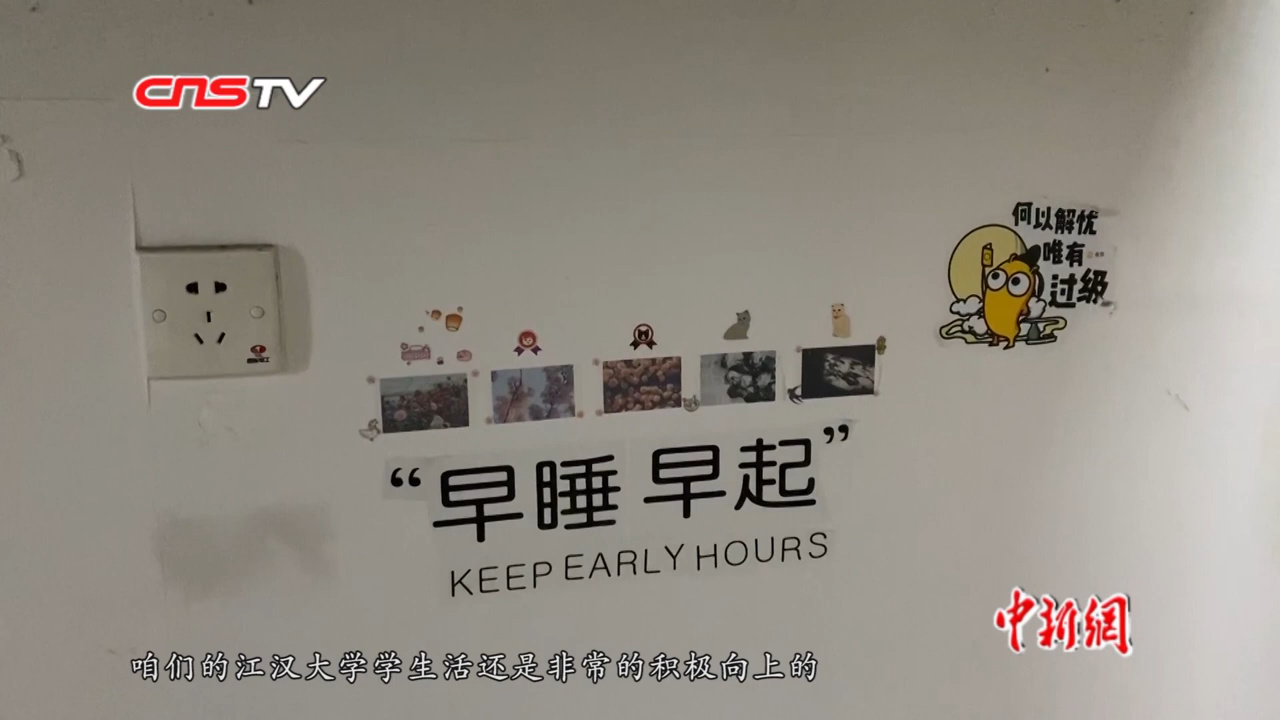 CNSTV
何以解忧
唯有
过级
“早睡 早起”
KEEP EARLY HOURS
中新網
咱们的江汉大学学生活还是非常的积极向上的